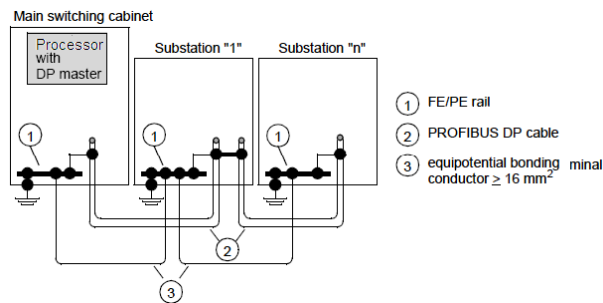 Main switching cabinet
Processor
with
DP master
Substation "1"
Substation "n"
1
1
1
2
3
1 FE/PE rail
2 PROFIBUS DP cable
3 equipotential bonding minal
conductor ≥ 16 mm²